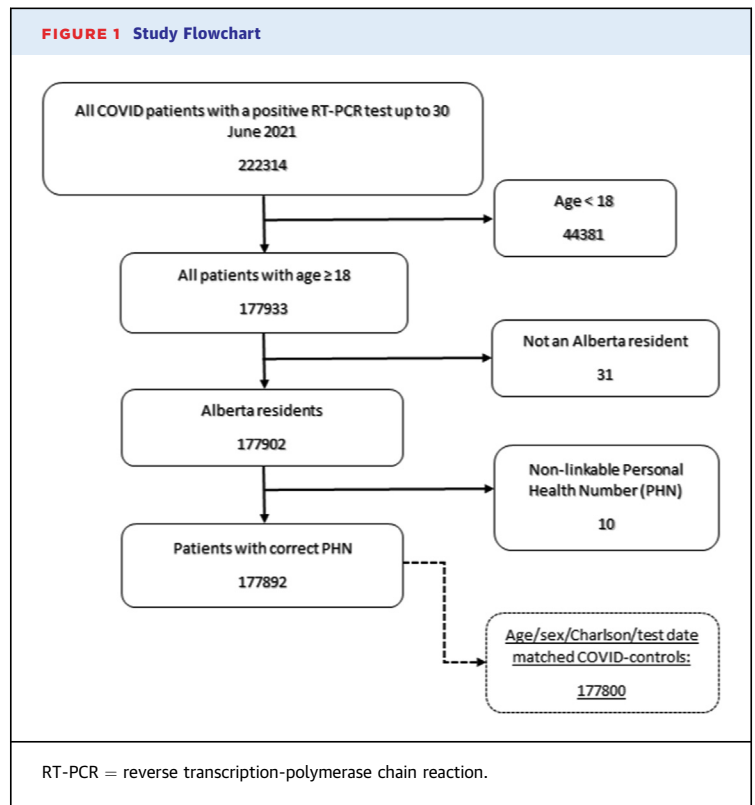 FIGURE 1 Study Flowchart
All COVID patients with a positive RT-PCR test up to 30
June 2021
222314
Age < 18
44381
All patients with age ≥ 18
177933
Not an Alberta resident
31
Alberta residents
177902
Non-linkable Personal
Health Number (PHN)
10
Patients with correct PHN
177892
Age/sex/Charlson/test date
matched COVID-controls:
177800
RT-PCR = reverse transcription-polymerase chain reaction.